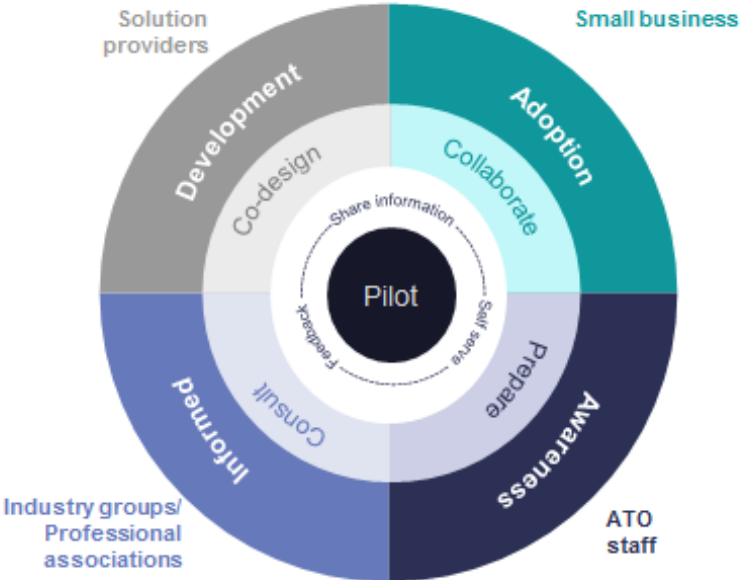 Solution
providers
Small business
Development
Adoption
Co-design
Collaborate
Share information
Pilot
Feedback
Self serve
Consult
Prepare
Informed
Awareness
Industry groups/
Professional
associations
ATO
staff